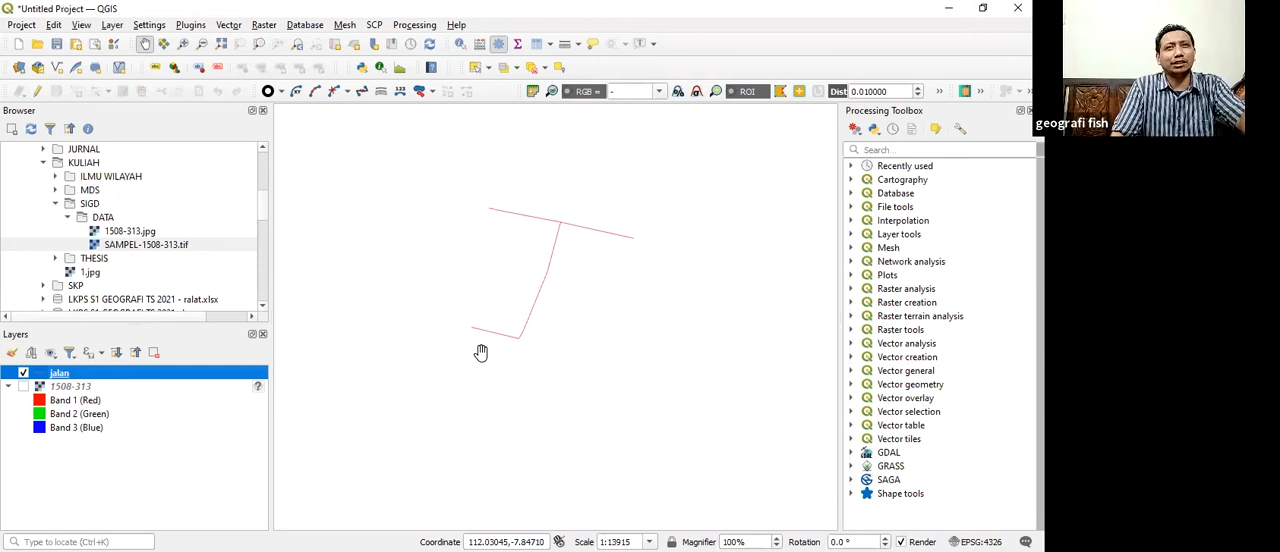 *Untitled Project — QGIS
Project Edit View Layer Settings Plugins Vector Raster Database Mesh SCP Processing Help
RGB = - ROI Dist 0.010000
Browser
JURNAL
KULIAH
ILMU WILAYAH
MDS
SIGD
DATA
1508-313.jpg
SAMPEL-1508-313.tif
THESIS
1.jpg
SKP
LKPS S1 GEOGRAFI TS 2021 - ralat.xlsx
Layers
jalan
1508-313
Band 1 (Red)
Band 2 (Green)
Band 3 (Blue)
Processing Toolbox
Search...
Recently used
Cartography
Database
File tools
Interpolation
Layer tools
Mesh
Network analysis
Plots
Raster analysis
Raster creation
Raster terrain analysis
Raster tools
Vector analysis
Vector creation
Vector general
Vector geometry
Vector overlay
Vector selection
Vector table
Vector tiles
GDAL
GRASS
SAGA
Shape tools
geografi fish
Type to locate (Ctrl+K) Coordinate 112.03045,-7.84710 Scale 1:13915 Magnifier 100% Rotation 0.0 ° Render EPSG:4326